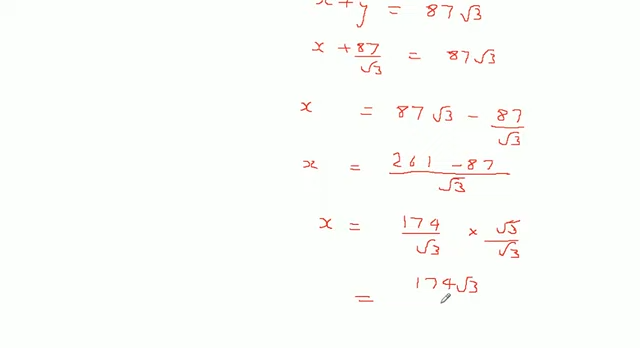 x + y = 87√3
x + 87/√3 = 87√3
x = 87√3 - 87/√3
x = 261 - 87/√3
x = 174/√3 × √3/√3
= 174√3